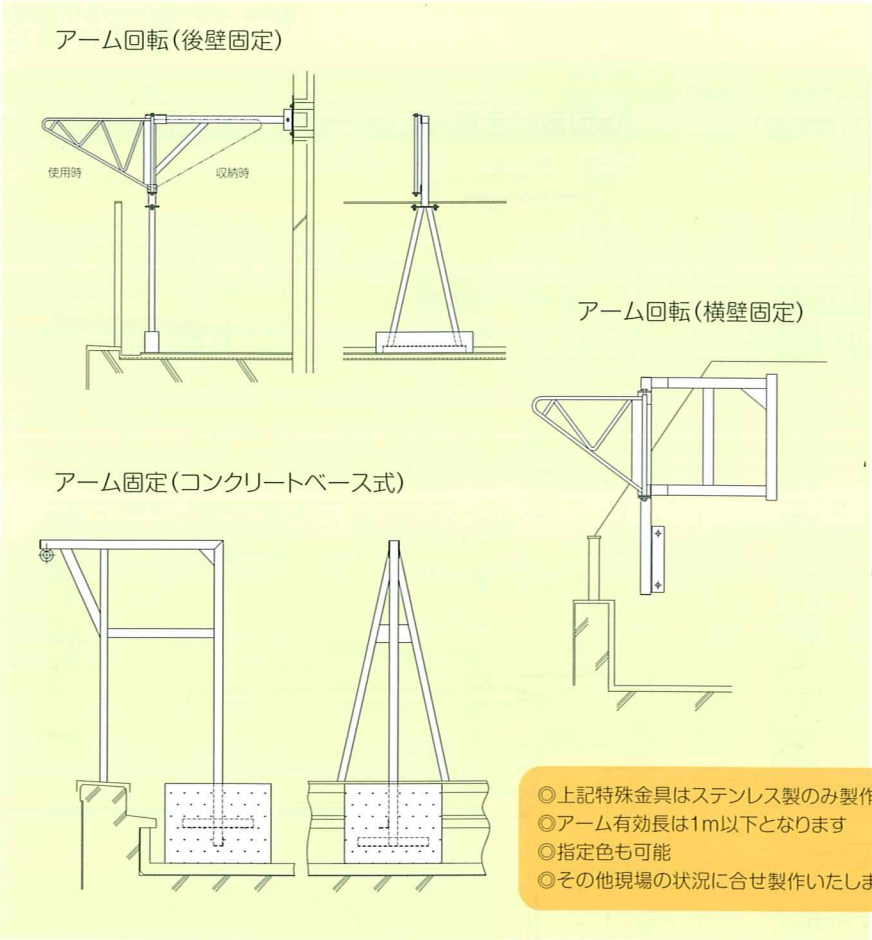 アーム回転(後壁固定)
使用時
収納時
アーム回転(横壁固定)
アーム固定(コンクリートベース式)
◎上記特殊金具はステンレス製のみ製作
◎アーム有効長は1m以下となります
◎指定色も可能
◎その他現場の状況に合せ製作いたしま